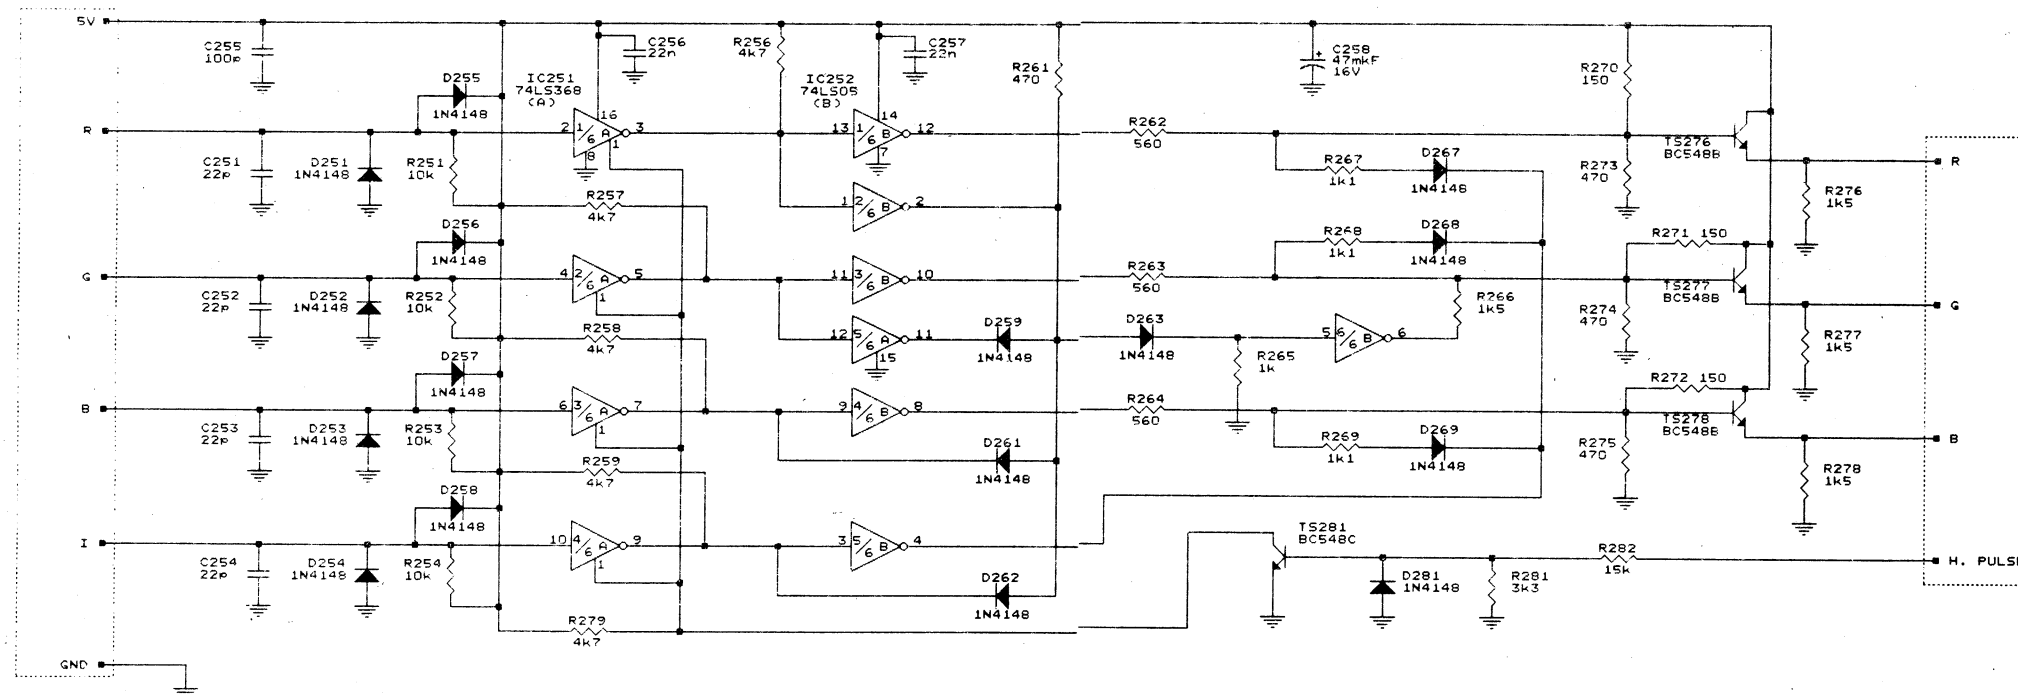 5V
C255
100p
C256
22n
R256
4k7
C257
22n
R261
470
C258
+
47mkF
16V
R270
150
D255
1N4148
IC251
74LS368
(A)
IC252
74LS05
(B)
R
2
1/6 A
16
3
8
1
13
1/6 B
14
12
7
R262
560
TS276
BC548B
R
C251
22p
D251
1N4148
R251
10k
R257
4k7
1
2/6 B
2
R267
1k1
D267
1N4148
R273
470
R276
1k5
D256
1N4148
R268
1k1
D268
1N4148
R271 150
G
4
2/6 A
5
1
11
3/6 B
10
R263
560
TS277
BC548B
G
C252
22p
D252
1N4148
R252
10k
R258
4k7
12
5/6 A
11
15
D259
1N4148
D263
1N4148
R265
1k
5
6/6 B
6
R266
1k5
R274
470
R277
1k5
D257
1N4148
R272 150
B
6
3/6 A
7
1
9
4/6 B
8
R264
560
TS278
BC548B
B
C253
22p
D253
1N4148
R253
10k
R259
4k7
D261
1N4148
R269
1k1
D269
1N4148
R275
470
R278
1k5
D258
1N4148
I
10
4/6 A
9
1
3
5/6 B
4
TS281
BC548C
R282
15k
H. PULSE
C254
22p
D254
1N4148
R254
10k
D262
1N4148
D281
1N4148
R281
3k3
R279
4k7
GND